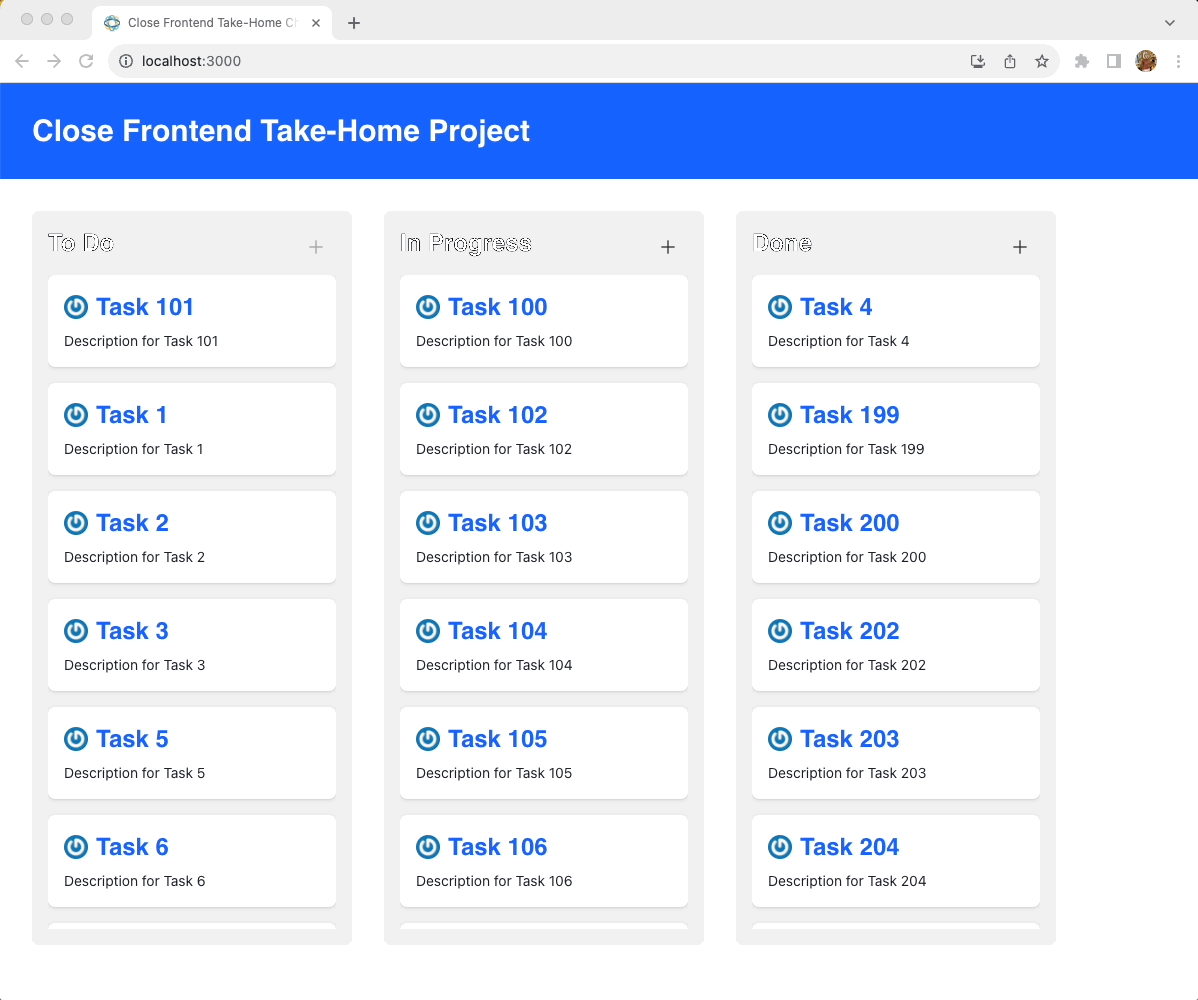 Close Frontend Take-Home Ch
localhost:3000
Close Frontend Take-Home Project
To Do
Task 101
Description for Task 101
Task 1
Description for Task 1
Task 2
Description for Task 2
Task 3
Description for Task 3
Task 5
Description for Task 5
Task 6
Description for Task 6
In Progress
Task 100
Description for Task 100
Task 102
Description for Task 102
Task 103
Description for Task 103
Task 104
Description for Task 104
Task 105
Description for Task 105
Task 106
Description for Task 106
Done
Task 4
Description for Task 4
Task 199
Description for Task 199
Task 200
Description for Task 200
Task 202
Description for Task 202
Task 203
Description for Task 203
Task 204
Description for Task 204